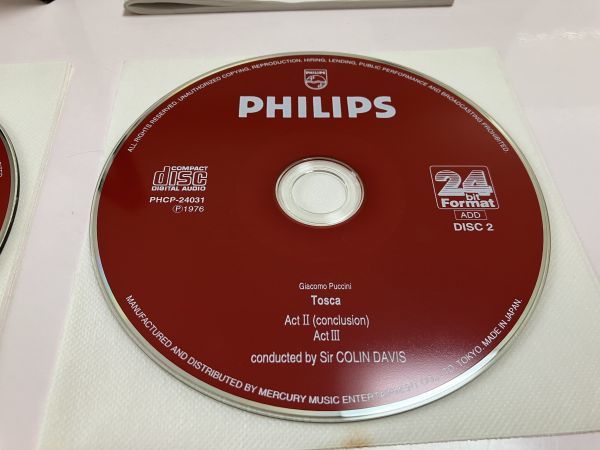 ALL RIGHTS RESERVED. UNAUTHORIZED COPYING, REPRODUCTION, HIRING, LENDING, PUBLIC PERFORMANCE AND BROADCASTING PROHIBITED
PHILIPS
PHILIPS
COMPACT
disc
DIGITAL AUDIO
PHCP-24031
Ⓟ1976
24
bit
Format
ADD
DISC 2
Giacomo Puccini
Tosca
Act II (conclusion)
Act III
conducted by Sir COLIN DAVIS
MANUFACTURED AND DISTRIBUTED BY MERCURY MUSIC ENTERTAINMENT TOKYO. MADE IN JAPAN.